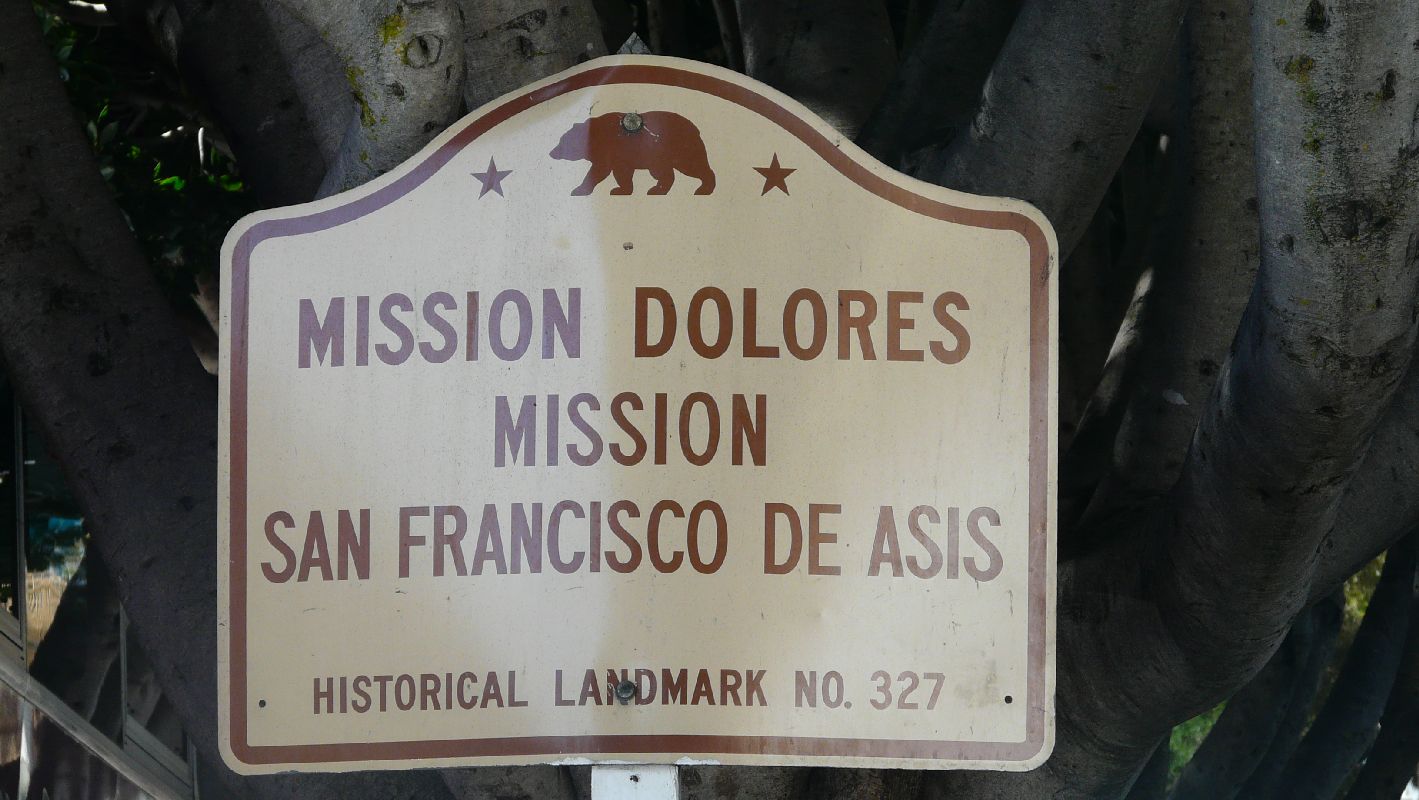 MISSION DOLORES
MISSION
SAN FRANCISCO DE ASIS
HISTORICAL LANDMARK NO. 327